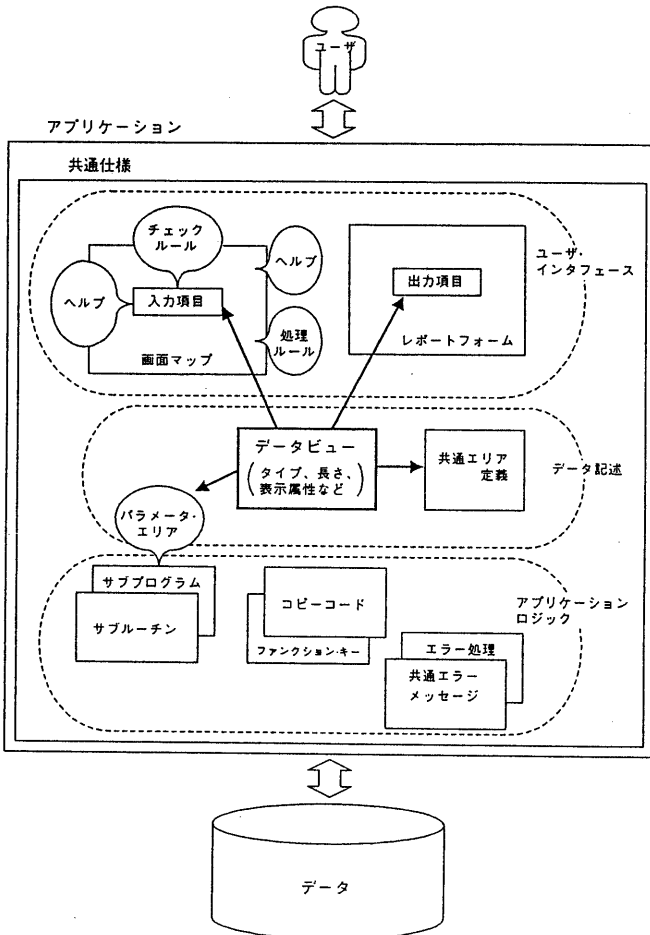 ユーザ
アプリケーション
共通仕様
チェック
ルール
ヘルプ
ヘルプ
入力項目
処理
ルール
画面マップ
出力項目
レポートフォーム
ユーザ・
インタフェース
データビュー
(タイプ、長さ、
表示属性など)
共通エリア
定義
データ記述
パラメータ・
エリア
サブプログラム
サブルーチン
コピーコード
ファンクション・キー
エラー処理
共通エラー
メッセージ
アプリケーション
ロジック
データ